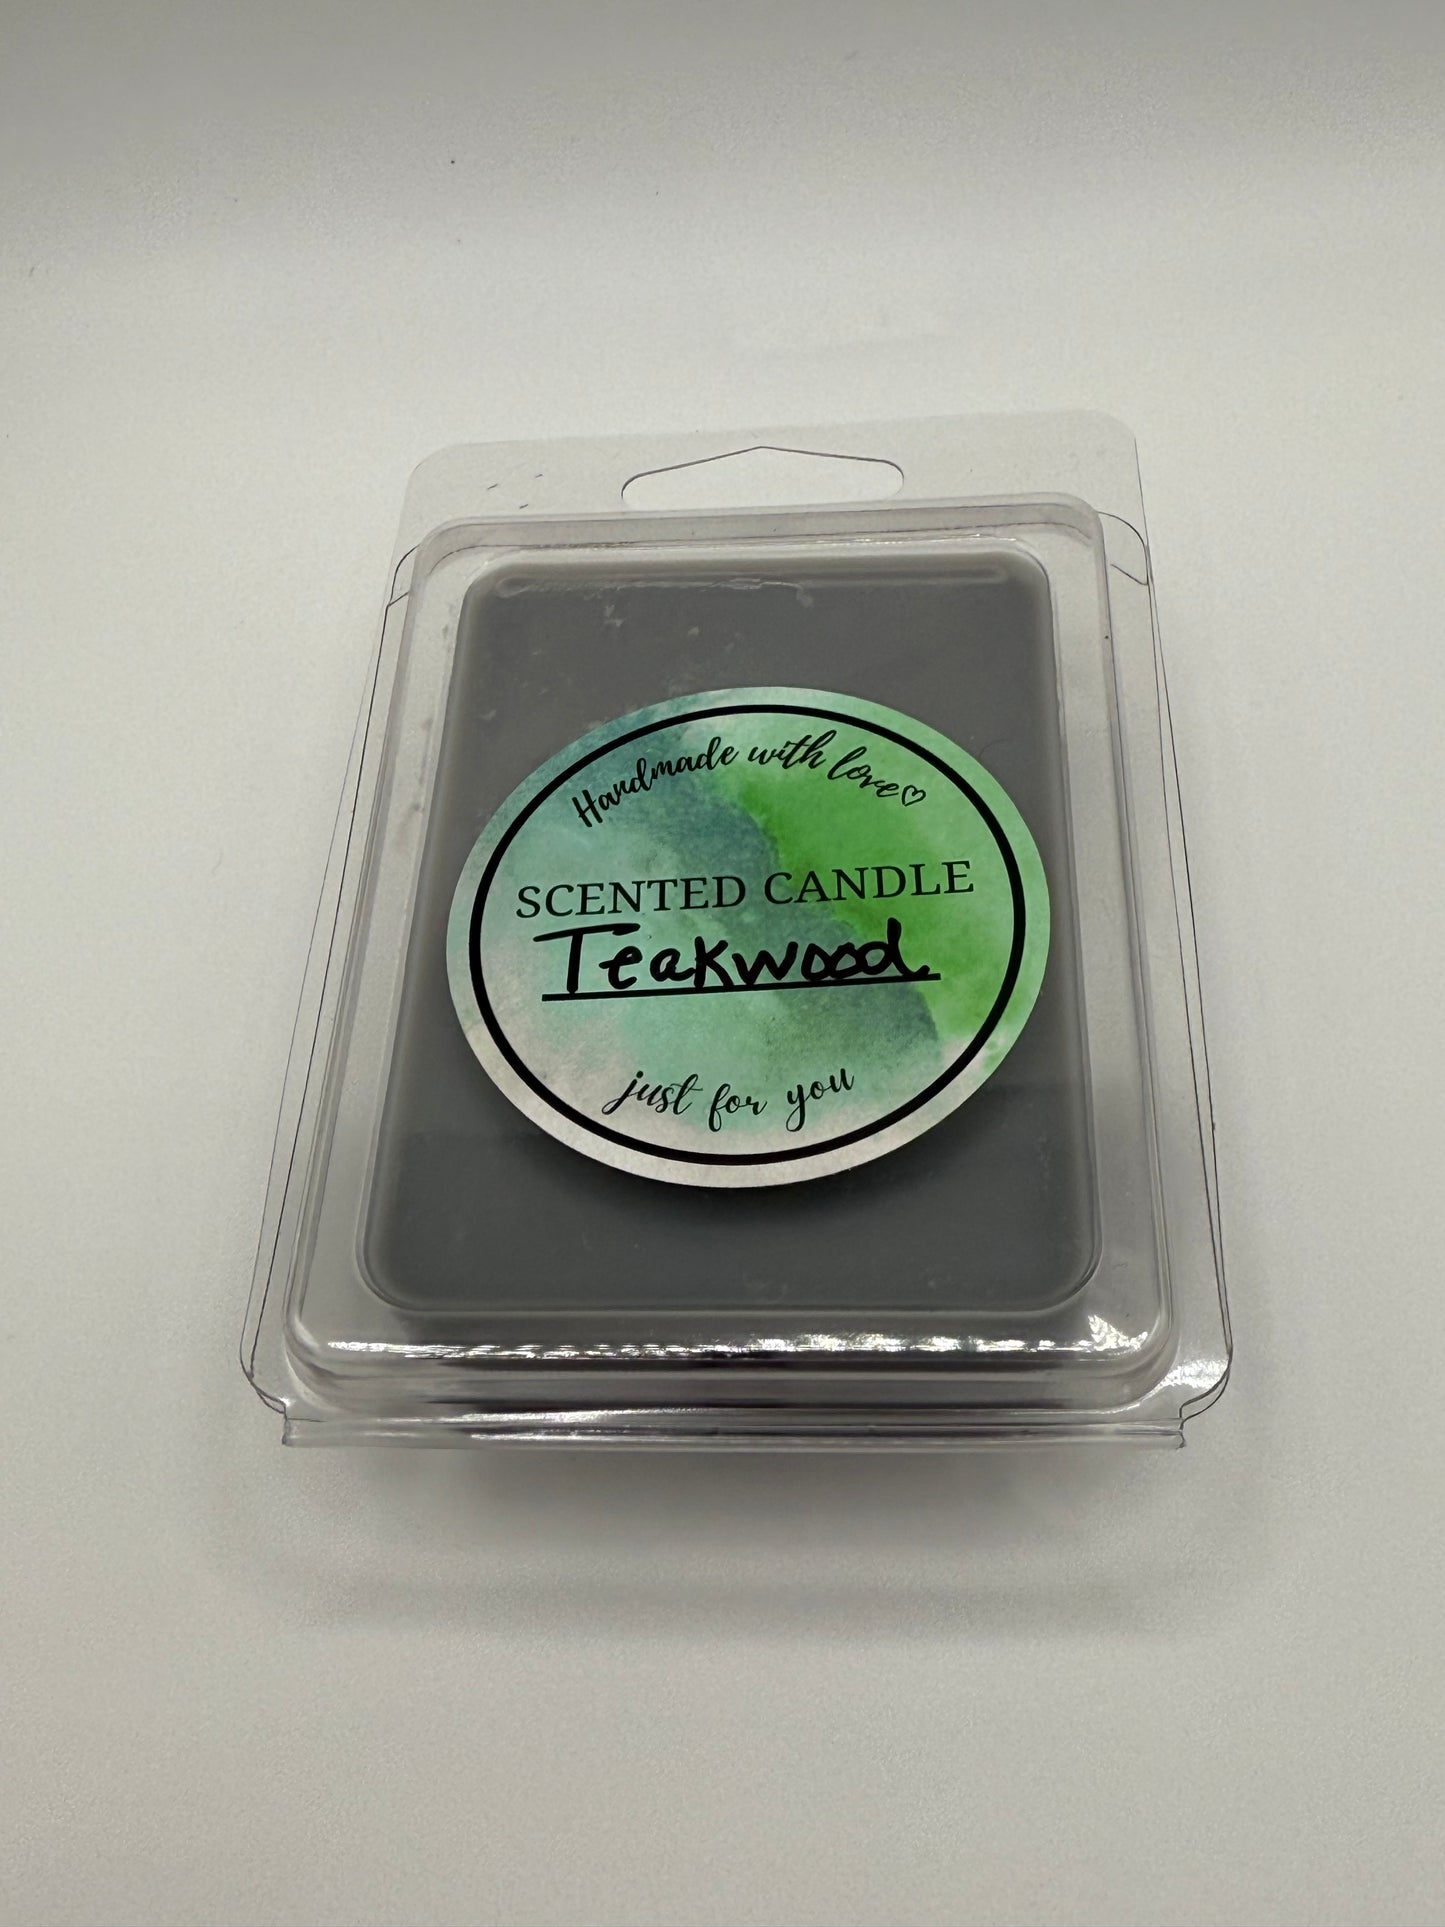 Handmade with love♡
SCENTED CANDLE
Teakwood.
just for you